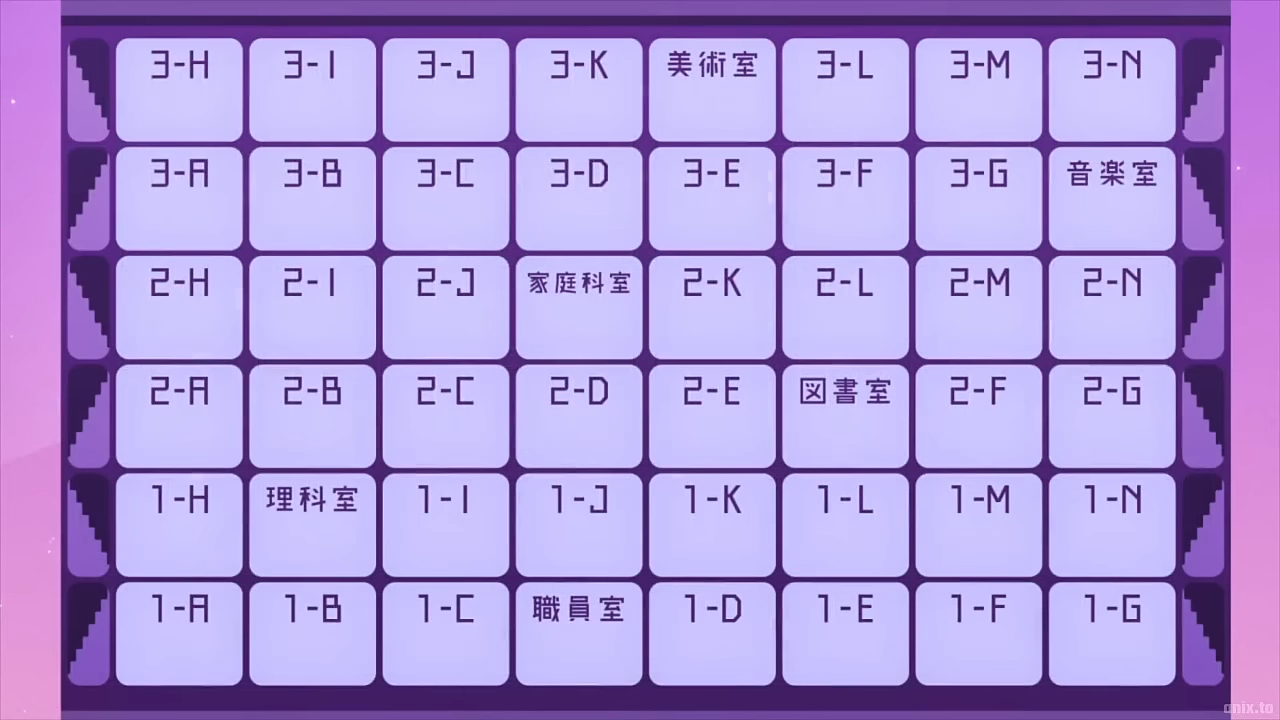 3-H 3-I 3-J 3-K 美術室 3-L 3-M 3-N
3-A 3-B 3-C 3-D 3-E 3-F 3-G 音楽室
2-H 2-I 2-J 家庭科室 2-K 2-L 2-M 2-N
2-A 2-B 2-C 2-D 2-E 図書室 2-F 2-G
1-H 理科室 1-I 1-J 1-K 1-L 1-M 1-N
1-A 1-B 1-C 職員室 1-D 1-E 1-F 1-G
onix.to